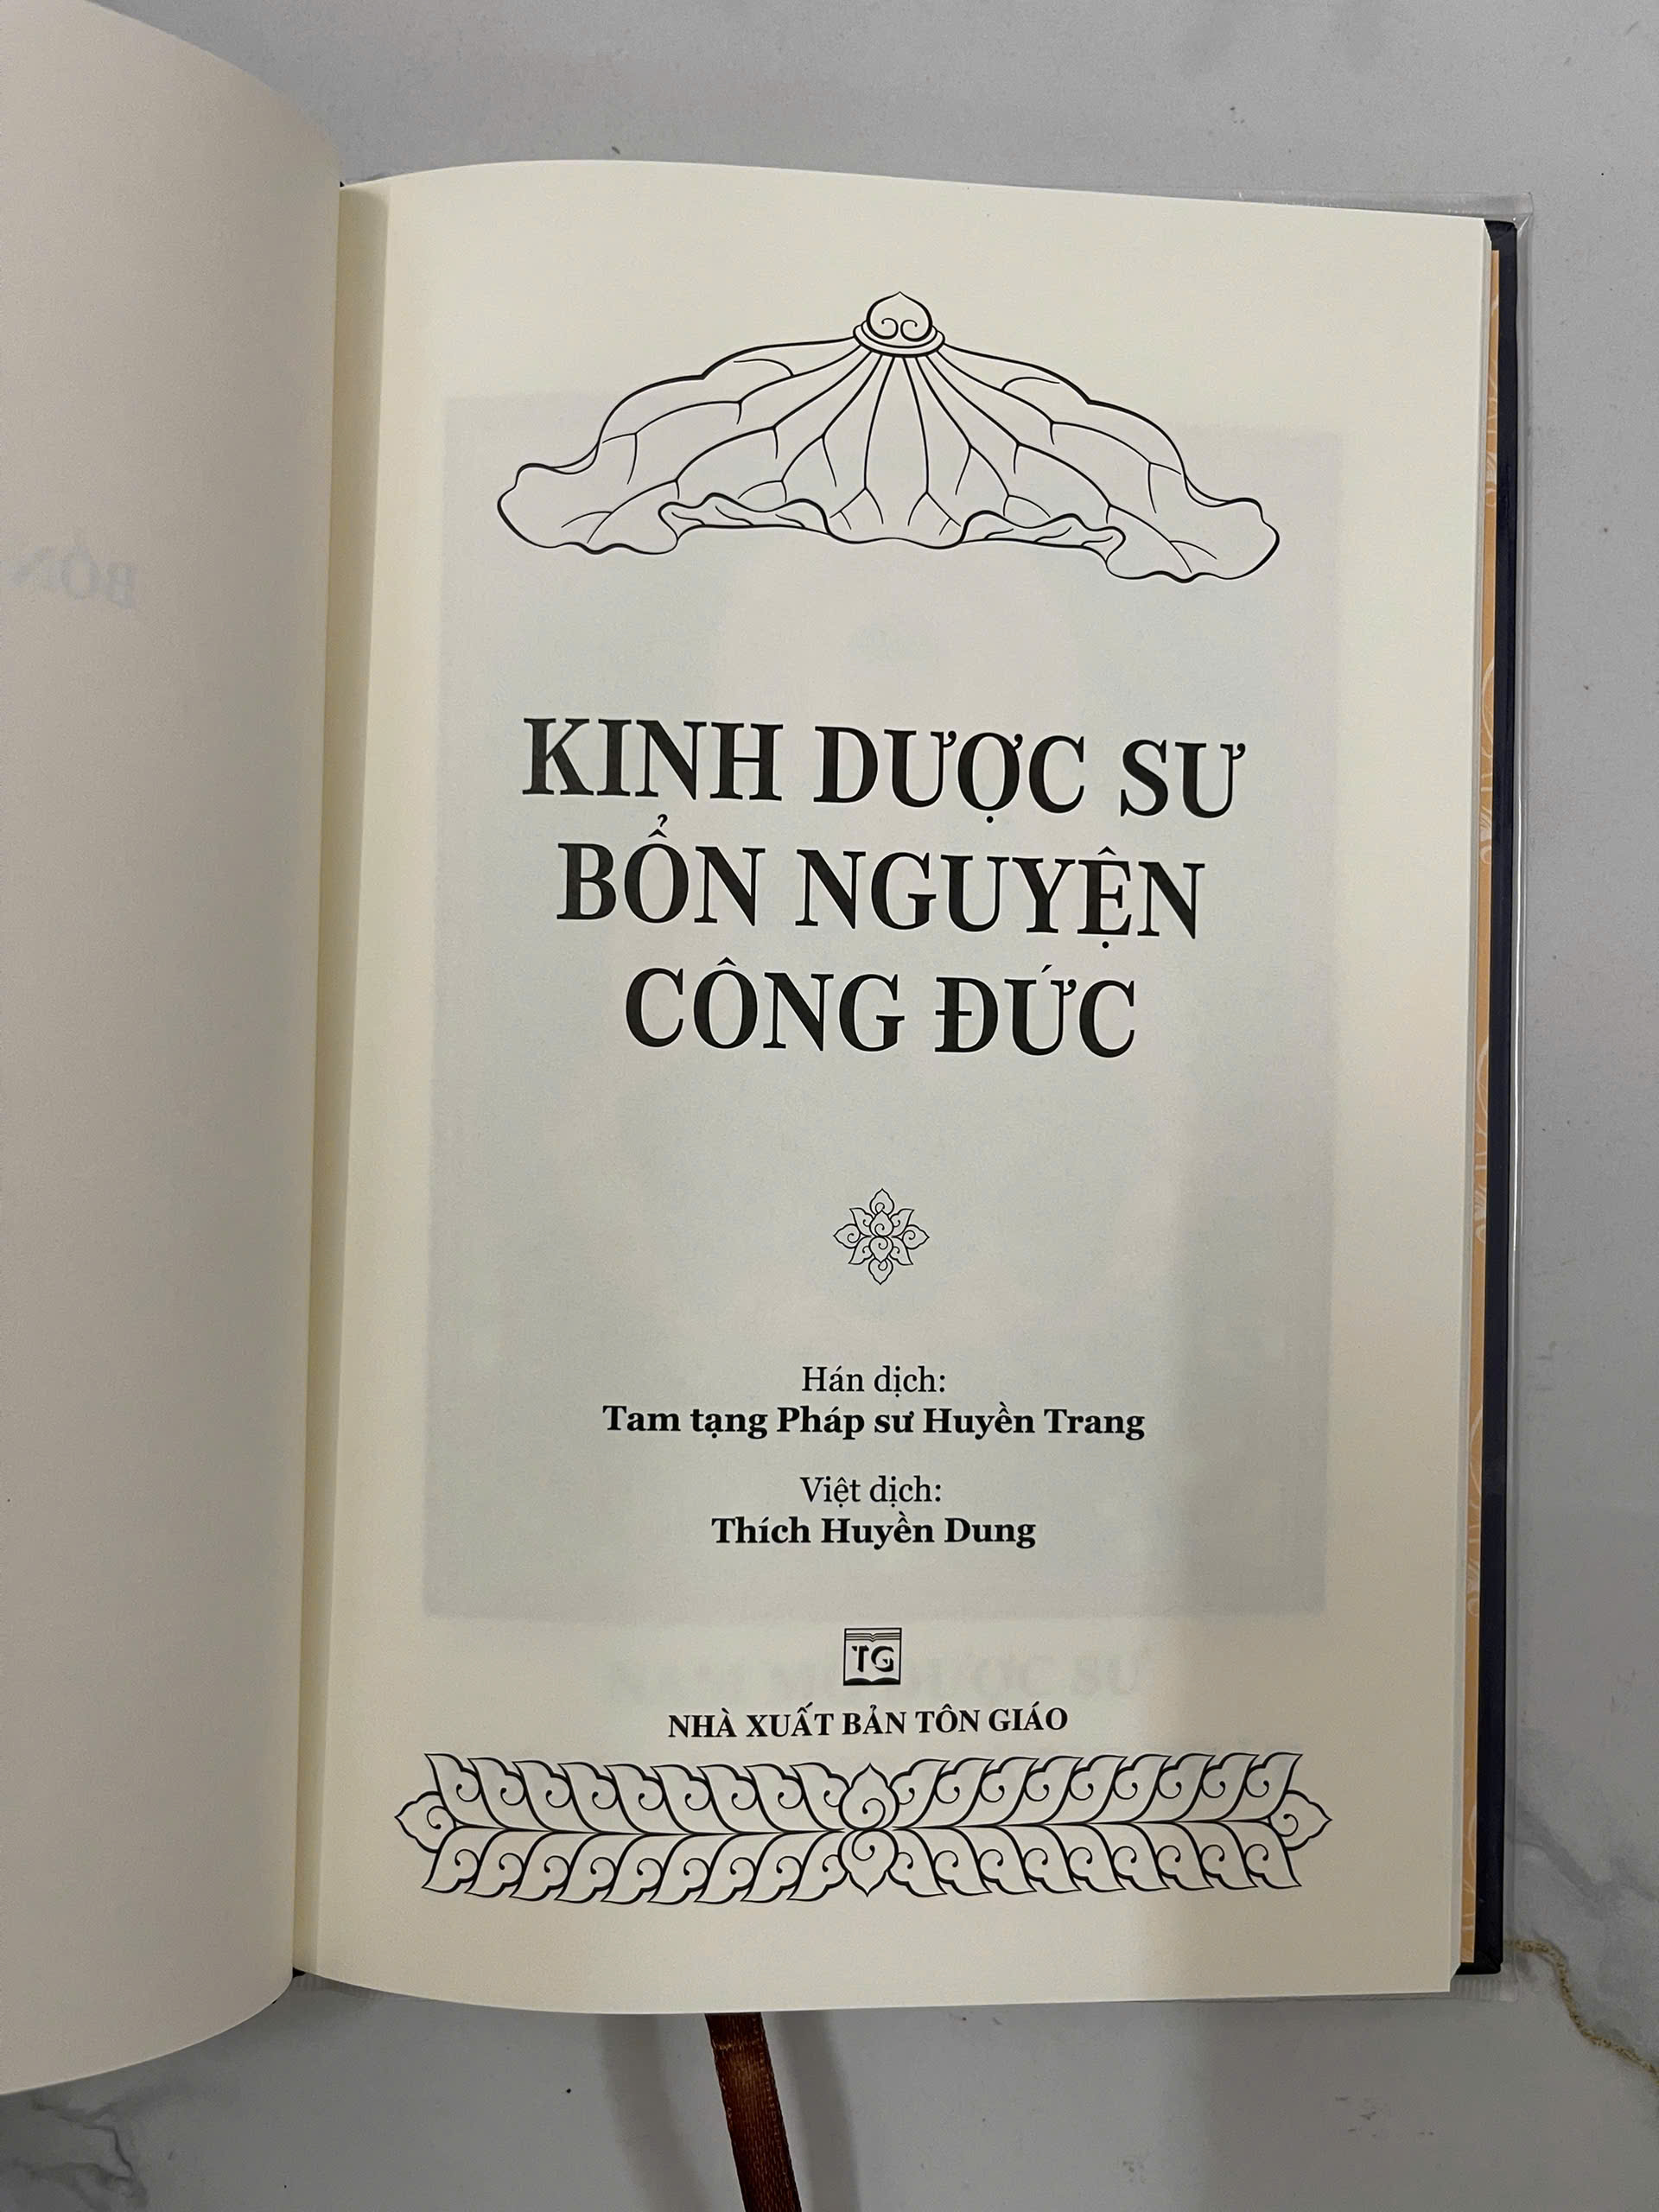 KINH DƯỢC SƯ
BỔN NGUYỆN
CÔNG ĐỨC
Hán dịch:
Tam tạng Pháp sư Huyền Trang
Việt dịch:
Thích Huyền Dung
TG
NHÀ XUẤT BẢN TÔN GIÁO